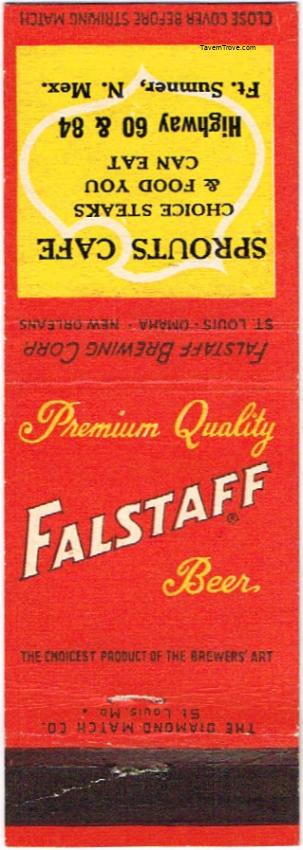 CLOSE COVER BEFORE STRIKING MATCH
TavernTrove.com
SPROUTS CAFE
CHOICE STEAKS
& FOOD YOU
CAN EAT
Highway 60 & 84
Ft. Sumner, N. Mex.
FALSTAFF BREWING CORP
ST. LOUIS · OMAHA · NEW ORLEANS
Premium Quality
FALSTAFF®
Beer
THE CHOICEST PRODUCT OF THE BREWERS' ART
THE DIAMOND MATCH CO.
St. Louis, Mo.